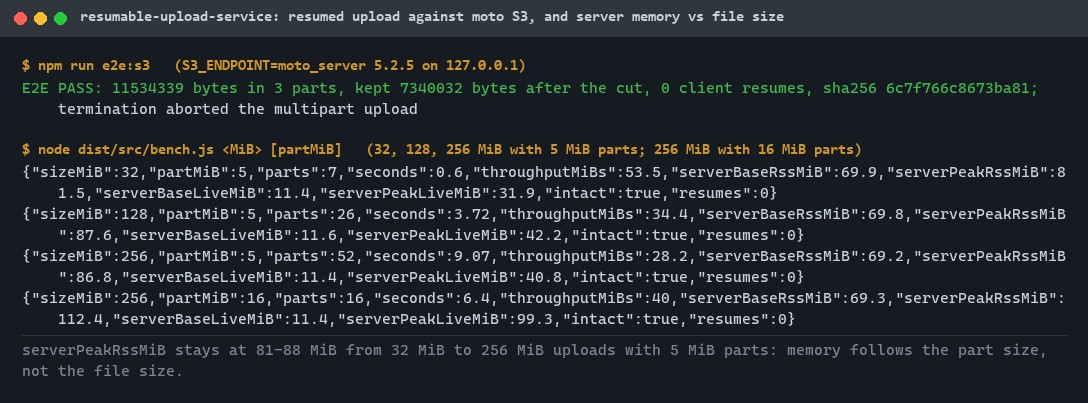 resumable-upload-service: resumed upload against moto S3, and server memory vs file size
$ npm run e2e:s3   (S3_ENDPOINT=moto_server 5.2.5 on 127.0.0.1)
E2E PASS: 11534339 bytes in 3 parts, kept 7340032 bytes after the cut, 0 client resumes, sha256 6c7f766c8673ba81;
termination aborted the multipart upload
$ node dist/src/bench.js <MiB> [partMiB]   (32, 128, 256 MiB with 5 MiB parts; 256 MiB with 16 MiB parts)
{"sizeMiB":32,"partMiB":5,"parts":7,"seconds":0.6,"throughputMiBs":53.5,"serverBaseRssMiB":69.9,"serverPeakRssMiB":8
1.5,"serverBaseLiveMiB":11.4,"serverPeakLiveMiB":31.9,"intact":true,"resumes":0}
{"sizeMiB":128,"partMiB":5,"parts":26,"seconds":3.72,"throughputMiBs":34.4,"serverBaseRssMiB":69.8,"serverPeakRssMiB
":87.6,"serverBaseLiveMiB":11.6,"serverPeakLiveMiB":42.2,"intact":true,"resumes":0}
{"sizeMiB":256,"partMiB":5,"parts":52,"seconds":9.07,"throughputMiBs":28.2,"serverBaseRssMiB":69.2,"serverPeakRssMiB
":86.8,"serverBaseLiveMiB":11.4,"serverPeakLiveMiB":40.8,"intact":true,"resumes":0}
{"sizeMiB":256,"partMiB":16,"parts":16,"seconds":6.4,"throughputMiBs":40,"serverBaseRssMiB":69.3,"serverPeakRssMiB":
112.4,"serverBaseLiveMiB":11.4,"serverPeakLiveMiB":99.3,"intact":true,"resumes":0}
serverPeakRssMiB stays at 81–88 MiB from 32 MiB to 256 MiB uploads with 5 MiB parts: memory follows the part size,
not the file size.